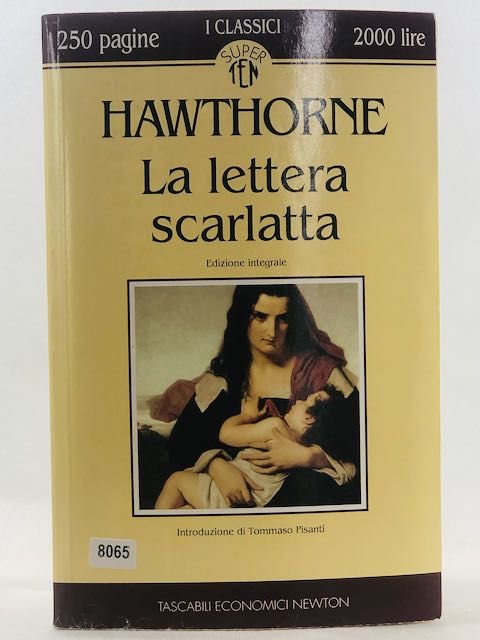 250 pagine
I CLASSICI
2000 lire
SUPER
TEN
HAWTHORNE
La lettera
scarlatta
Edizione integrale
Introduzione di Tommaso Pisanti
8065
TASCABILI ECONOMICI NEWTON